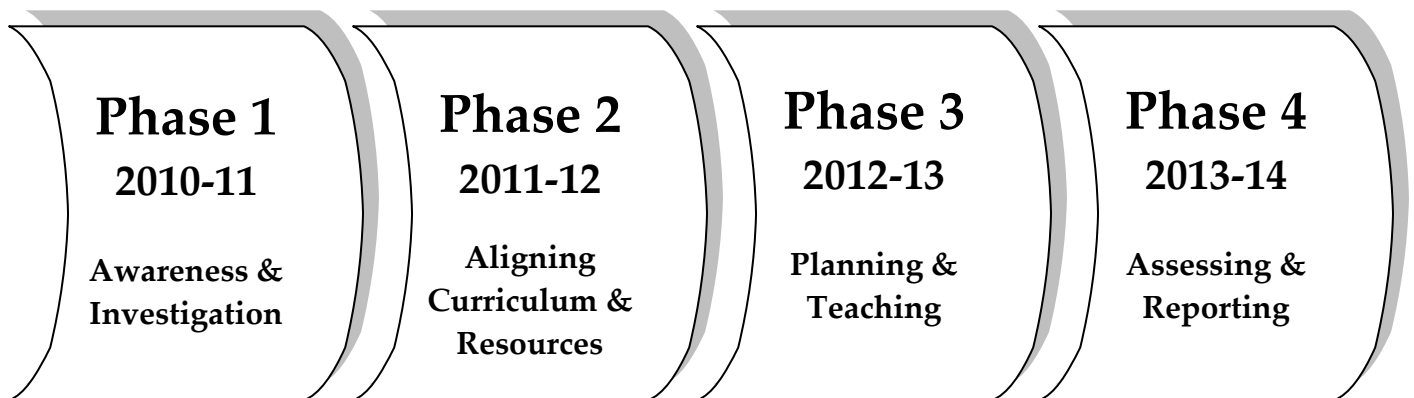 Phase 1
2010-11
Awareness &
Investigation
Phase 2
2011-12
Aligning
Curriculum &
Resources
Phase 3
2012-13
Planning &
Teaching
Phase 4
2013-14
Assessing &
Reporting